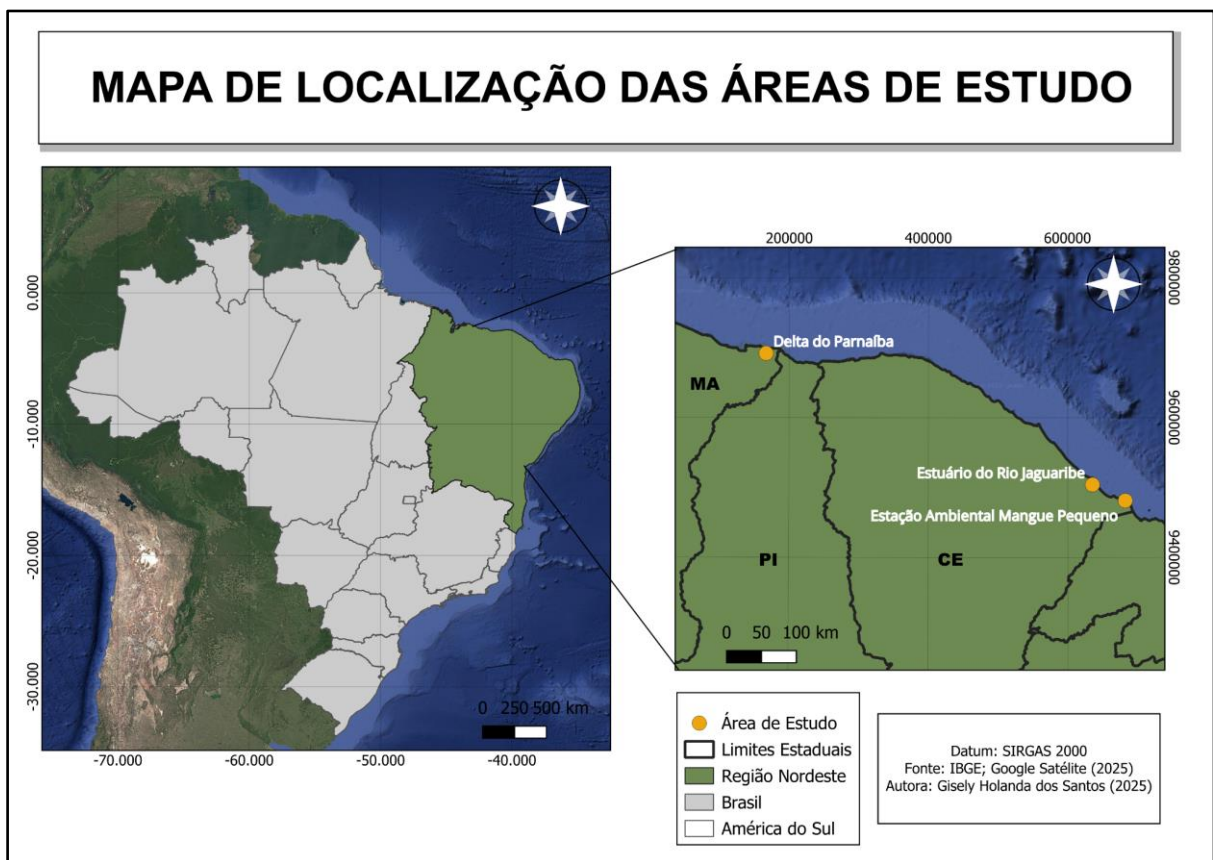 MAPA DE LOCALIZAÇÃO DAS ÁREAS DE ESTUDO
0.000
-10.000
-20.000
-30.000
-70.000
-60.000
-50.000
-40.000
0 250 500 km
200000
400000
600000
9800000
9600000
9400000
Delta do Parnaíba
MA
Estuário do Rio Jaguaribe
Estação Ambiental Mangue Pequeno
PI
CE
0 50 100 km
Área de Estudo
Limites Estaduais
Região Nordeste
Brasil
América do Sul
Datum: SIRGAS 2000
Fonte: IBGE; Google Satélite (2025)
Autora: Gisely Holanda dos Santos (2025)